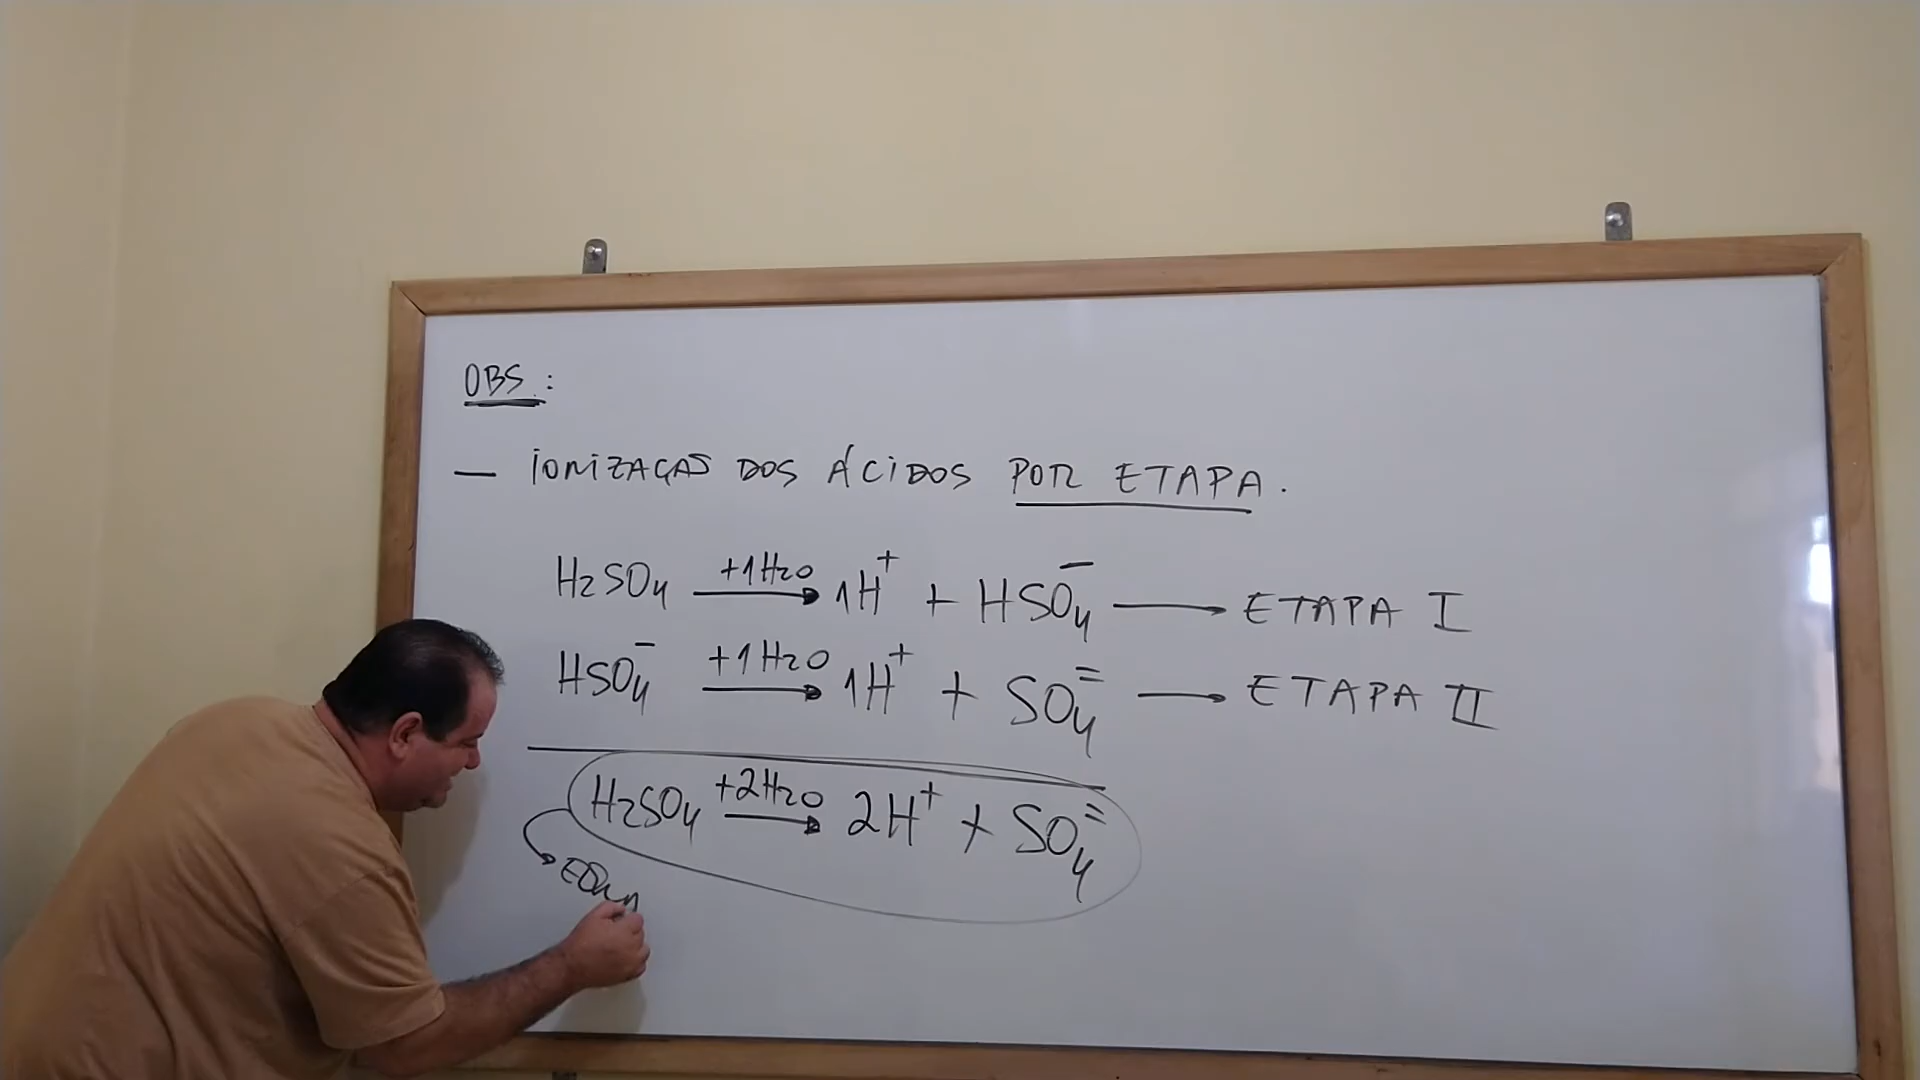 OBS.:
— IONIZAÇÃO DOS ÁCIDOS POR ETAPA.
H₂SO₄ +1H₂O → 1H⁺ + HSO₄⁻ → ETAPA I
HSO₄⁻ +1H₂O → 1H⁺ + SO₄⁼ → ETAPA II
H₂SO₄ +2H₂O → 2H⁺ + SO₄⁼